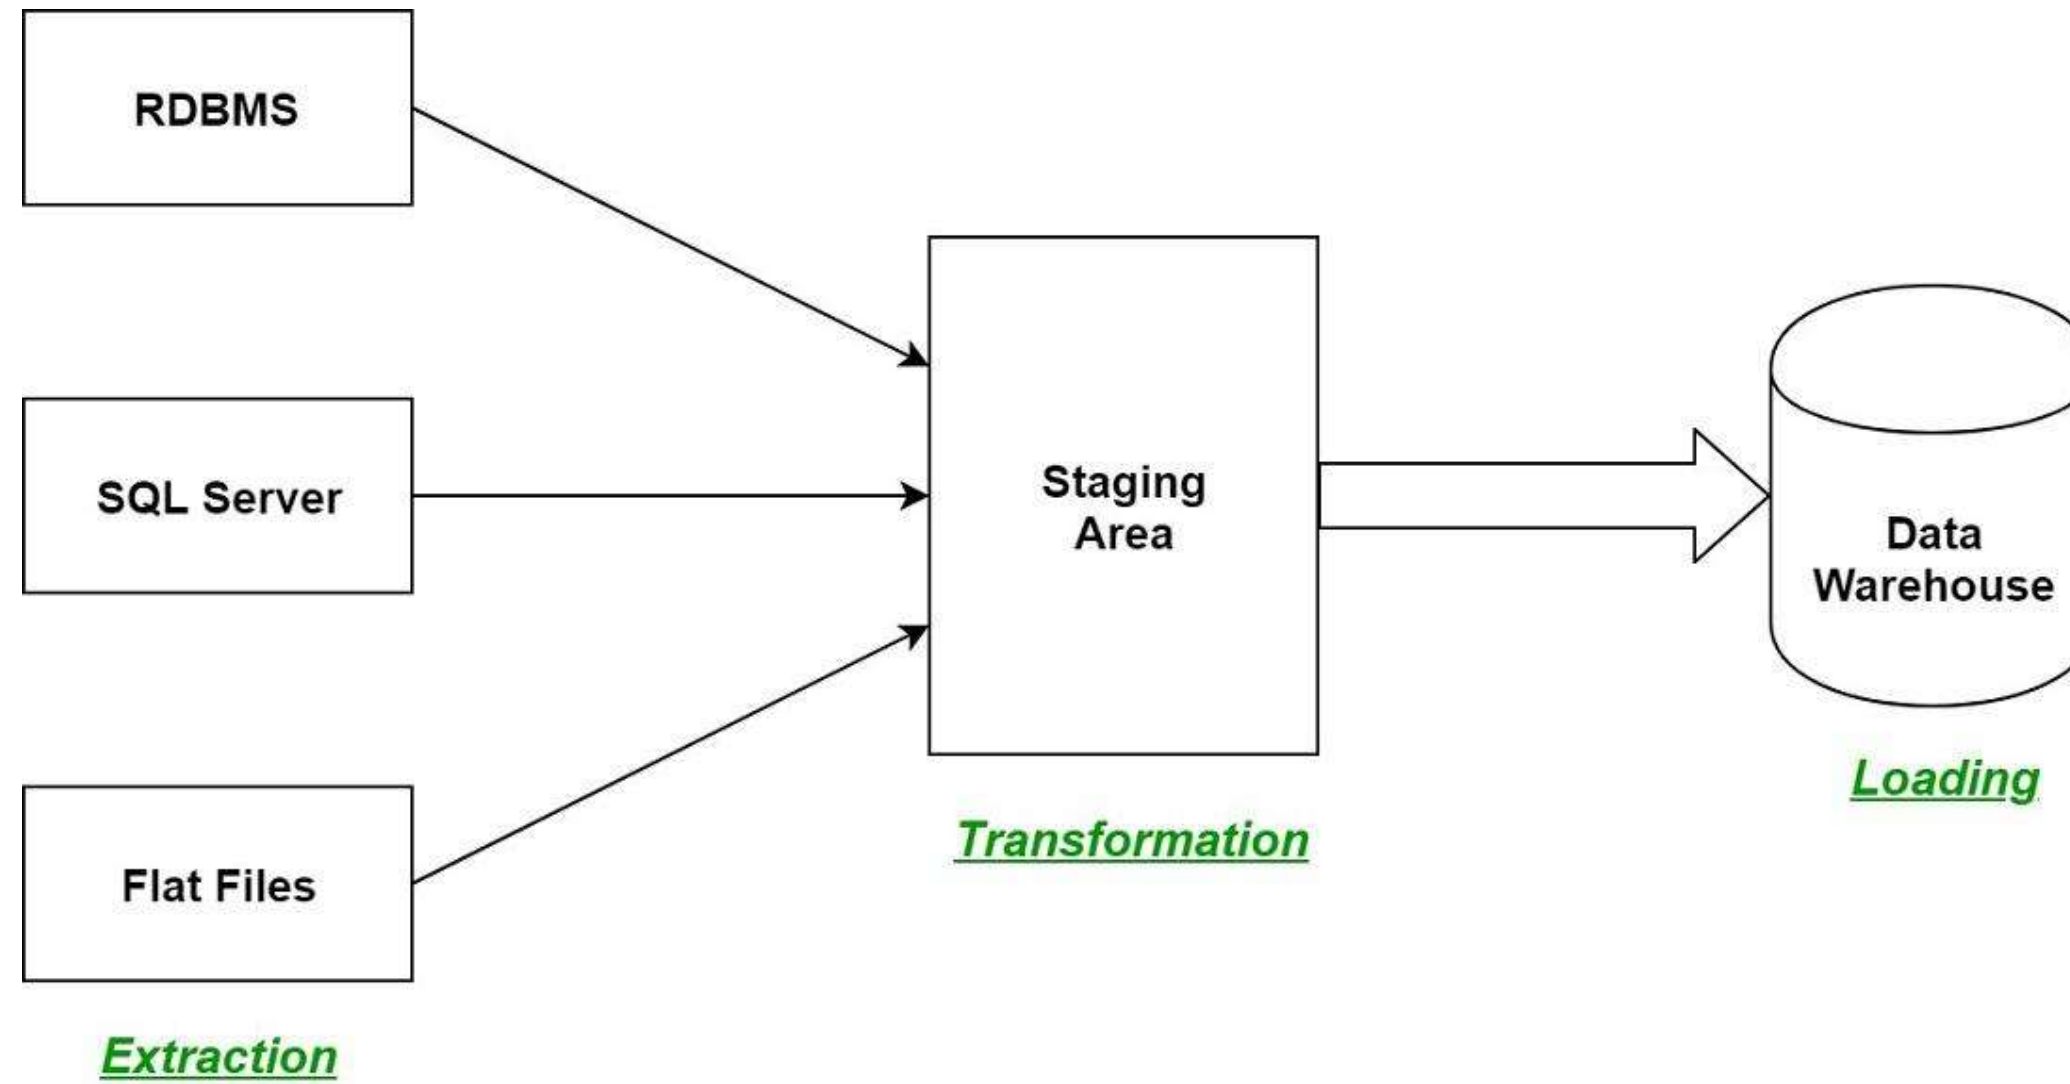 RDBMS
SQL Server
Flat Files
Extraction
Staging
Area
Transformation
Data
Warehouse
Loading